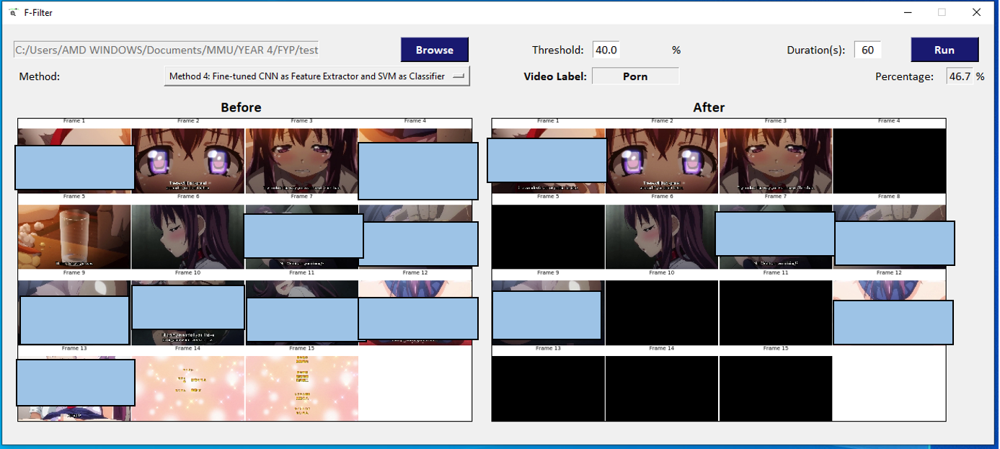 F-Filter
C:/Users/AMD WINDOWS/Documents/MMU/YEAR 4/FYP/test
Browse
Threshold: 40.0 %
Duration(s): 60
Run
Method:
Method 4: Fine-tuned CNN as Feature Extractor and SVM as Classifier
Video Label: Porn
Percentage: 46.7 %
Before
After
Frame 1 Frame 2 Frame 3 Frame 4
Frame 1 Frame 2 Frame 3 Frame 4
Frame 5 Frame 6 Frame 7
Frame 5 Frame 6 Frame 7 Frame 8
Frame 9 Frame 10 Frame 11 Frame 12
Frame 9 Frame 10 Frame 11 Frame 12
Frame 13 Frame 14 Frame 15
Frame 13 Frame 14 Frame 15